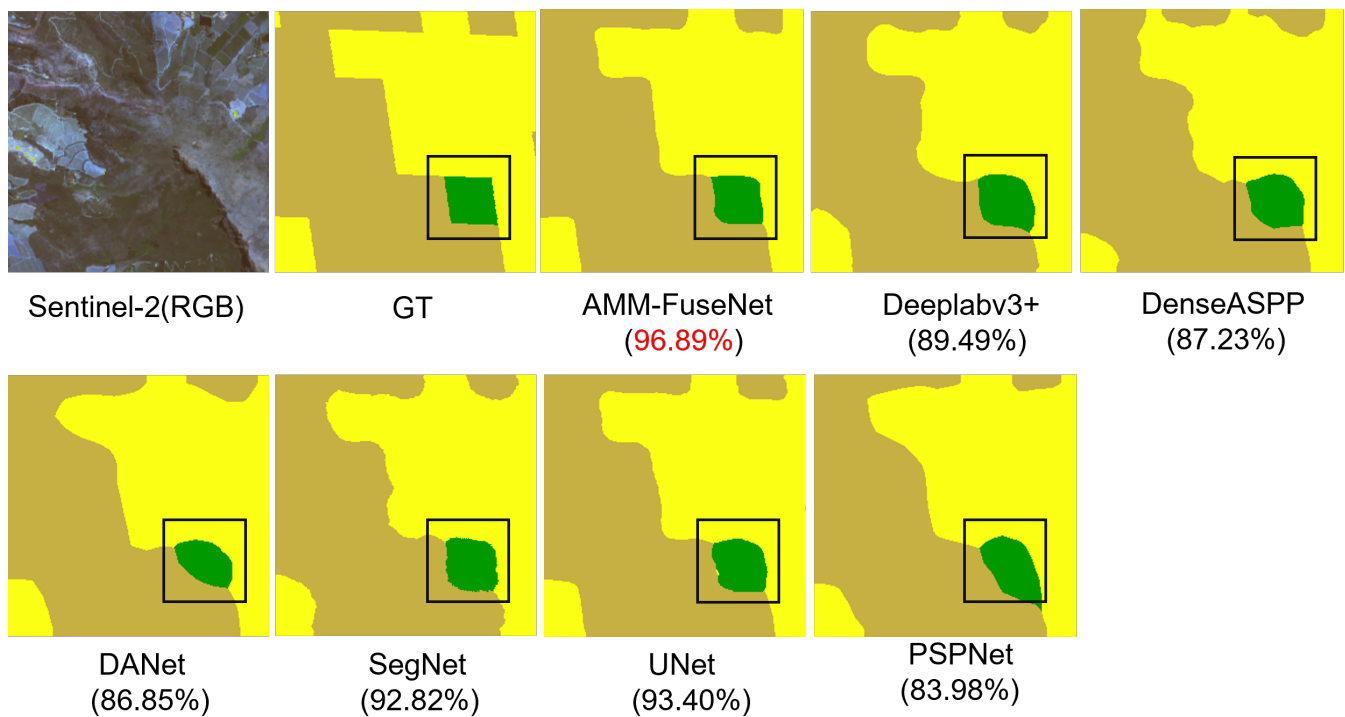 Sentinel-2(RGB)
GT
AMM-FuseNet
(96.89%)
Deeplabv3+
(89.49%)
DenseASPP
(87.23%)
DANet
(86.85%)
SegNet
(92.82%)
UNet
(93.40%)
PSPNet
(83.98%)